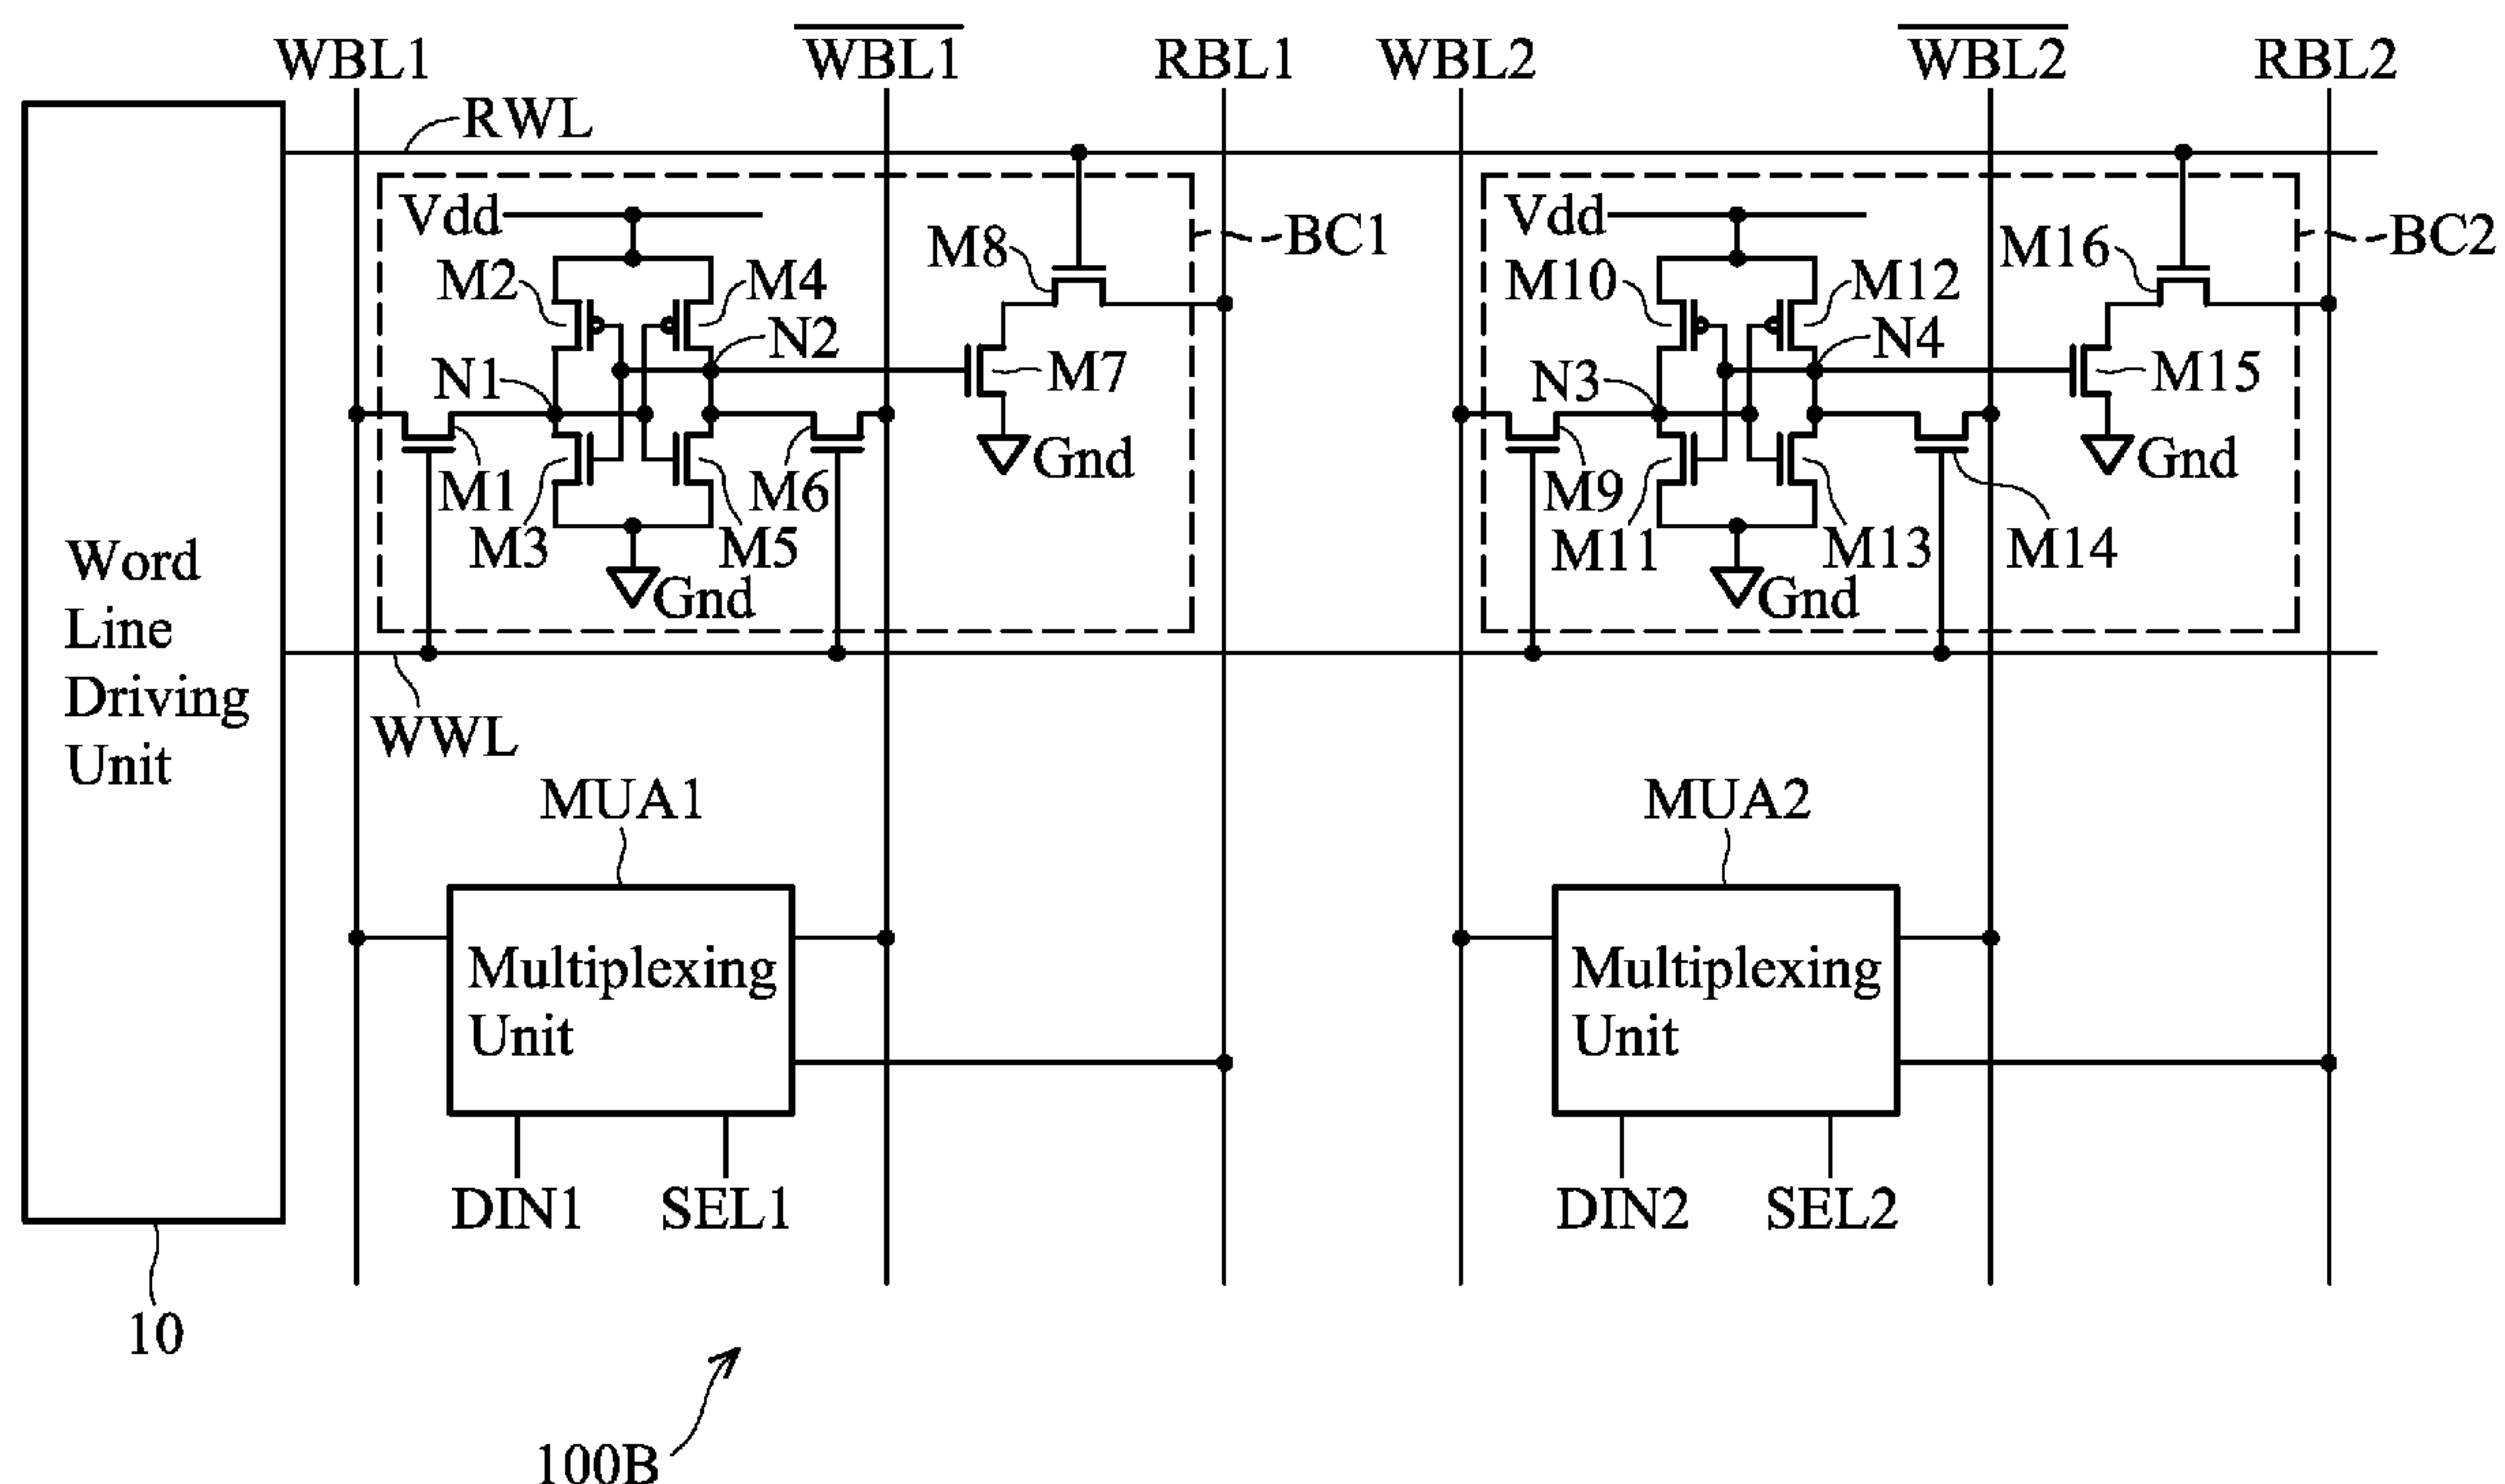 WBL1 WBL1 RBL1 WBL2 WBL2 RBL2
RWL
Vdd BC1 Vdd BC2
M8 M16
M2 M4 M10 M12
N2 N4
N1 M7 N3 M15
Gnd Gnd
M1 M6 M9
M3 M5 M11 M13 M14
Gnd Gnd
Word
Line
Driving
Unit
WWL
MUA1 MUA2
Multiplexing
Unit
Multiplexing
Unit
DIN1 SEL1 DIN2 SEL2
10
100B